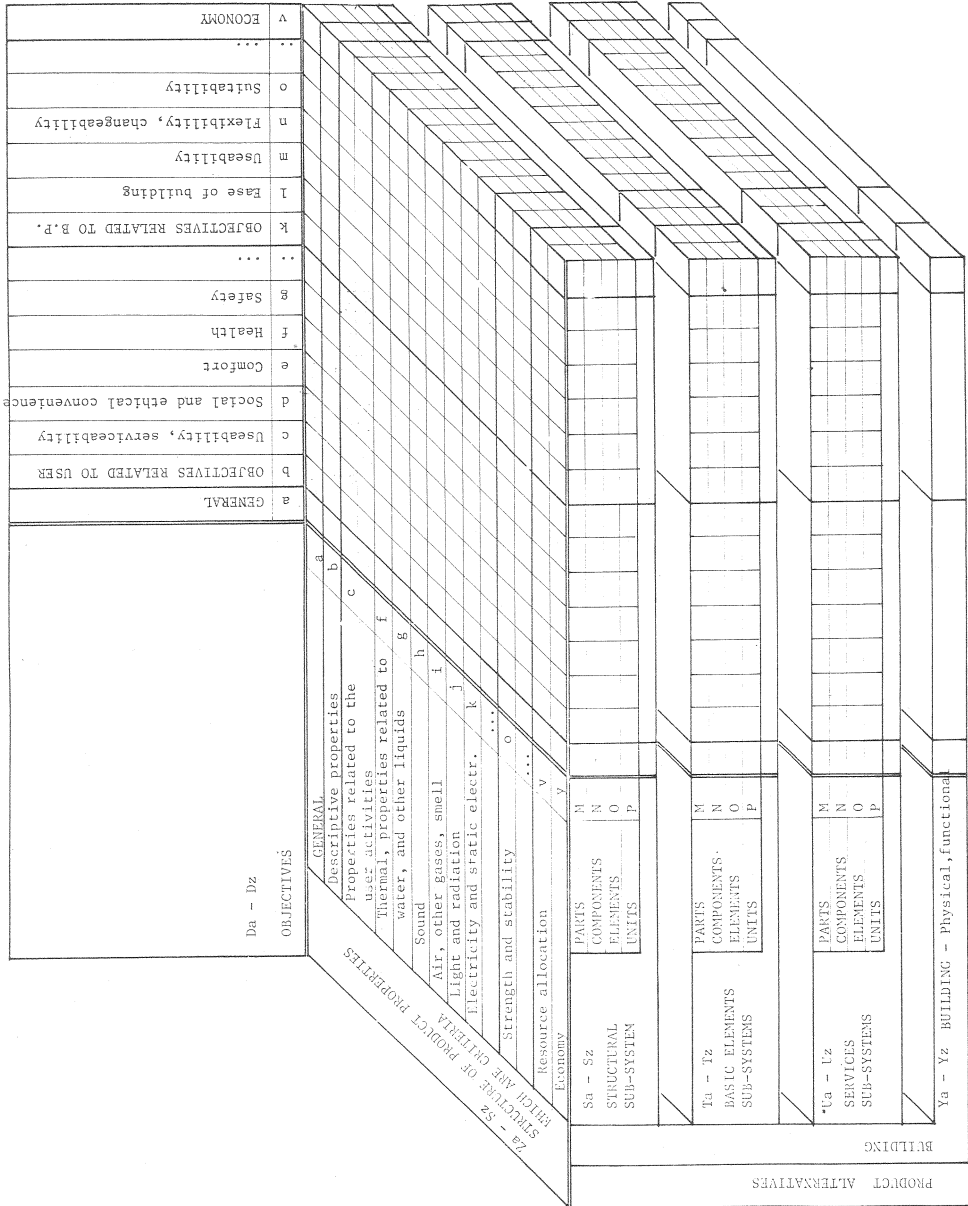 v ECONOMY
.. ...
o Suitability
n Flexibility, changeability
m Useability
l Ease of building
k OBJECTIVES RELATED TO B.P.
.. ...
g Safety
f Health
e Comfort
d Social and ethical convenience
c Useability, serviceability
b OBJECTIVES RELATED TO USER
a GENERAL
Da - Dz
OBJECTIVES
Za - Sz
STRUCTURE OF PRODUCT PROPERTIES
WHICH ARE CRITERIA
GENERAL a
Descriptive properties b
Properties related to the
user activities c
Thermal, properties related to f
water, and other liquids g
Sound h
Air, other gases, smell i
Light and radiation j
Electricity and static electr. k
...
Strength and stability o
...
Resource allocation v
Economy y
Sa - Sz
STRUCTURAL
SUB-SYSTEM
PARTS M
COMPONENTS N
ELEMENTS O
UNITS P
Ta - Tz
BASIC ELEMENTS
SUB-SYSTEMS
PARTS M
COMPONENTS N
ELEMENTS O
UNITS P
Ua - Uz
SERVICES
SUB-SYSTEMS
PARTS M
COMPONENTS N
ELEMENTS O
UNITS P
Ya - Yz BUILDING - Physical,functional
BUILDING
PRODUCT ALTERNATIVES